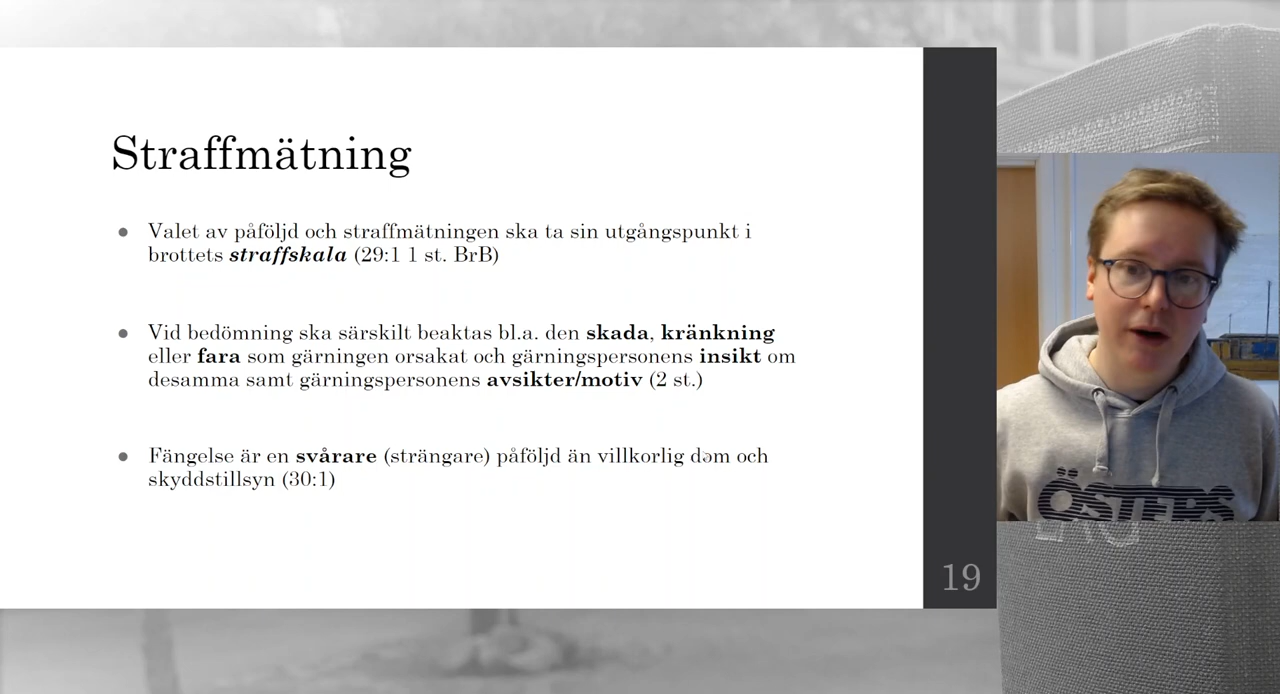 Straffmätning
Valet av påföljd och straffmätningen ska ta sin utgångspunkt i
brottets straffskala (29:1 1 st. BrB)
Vid bedömning ska särskilt beaktas bl.a. den skada, kränkning
eller fara som gärningen orsakat och gärningspersonens insikt om
desamma samt gärningspersonens avsikter/motiv (2 st.)
Fängelse är en svårare (strängare) påföljd än villkorlig dom och
skyddstillsyn (30:1)
19